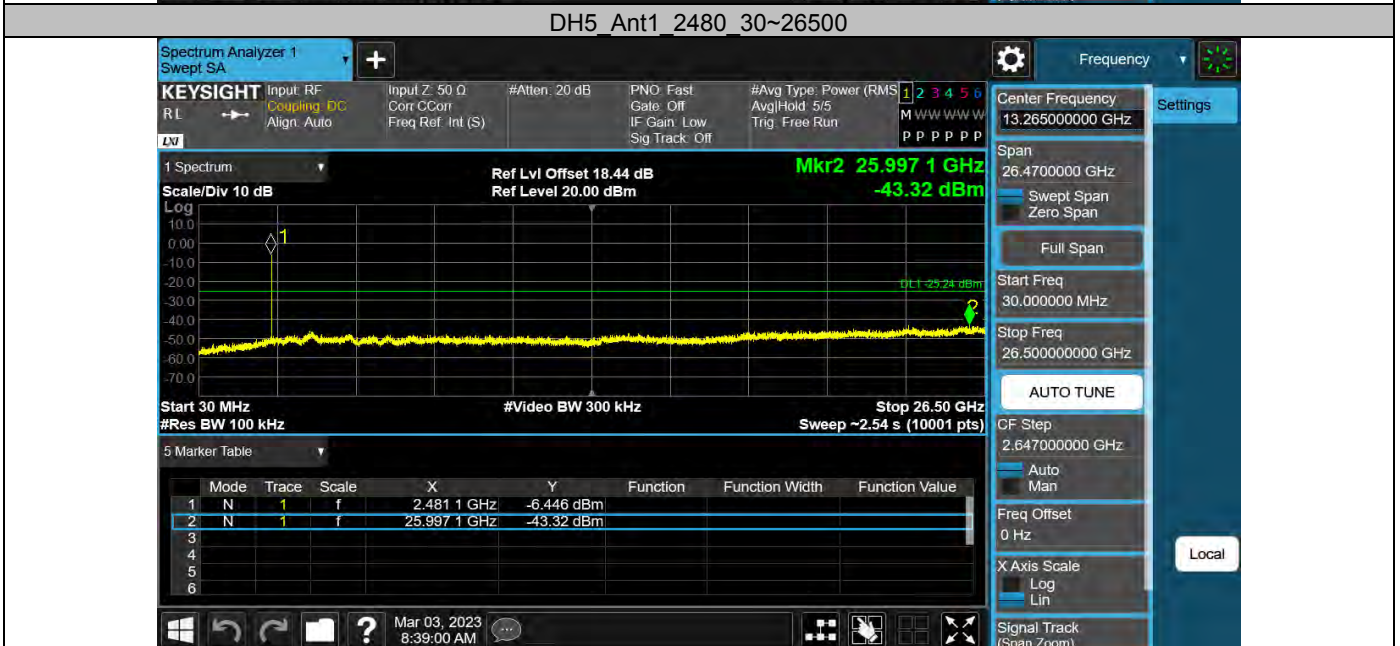 DH5_Ant1_2480_30~26500
Spectrum Analyzer 1
Swept SA
Frequency
KEYSIGHT
RL
LXI
Input: RF
Coupling: DC
Align: Auto
Input Z: 50 Ω
Corr CCorr
Freq Ref: Int (S)
#Atten: 20 dB
PNO: Fast
Gate: Off
IF Gain: Low
Sig Track: Off
#Avg Type: Power (RMS
Avg|Hold: 5/5
Trig: Free Run
1 2 3 4 5 6
M W W W W W
P P P P P P
1 Spectrum
Scale/Div 10 dB
Log
Ref Lvl Offset 18.44 dB
Ref Level 20.00 dBm
Mkr2 25.997 1 GHz
-43.32 dBm
10.0
0.00
-10.0
-20.0
-30.0
-40.0
-50.0
-60.0
-70.0
1
DL1 -25.24 dBm
Start 30 MHz
#Res BW 100 kHz
#Video BW 300 kHz
Stop 26.50 GHz
Sweep ~2.54 s (10001 pts)
5 Marker Table
Mode Trace Scale X Y Function Function Width Function Value
1 N 1 f 2.481 1 GHz -6.446 dBm
2 N 1 f 25.997 1 GHz -43.32 dBm
3
4
5
6
Mar 03, 2023
8:39:00 AM
Center Frequency
13.265000000 GHz
Span
26.4700000 GHz
Swept Span
Zero Span
Full Span
Start Freq
30.000000 MHz
Stop Freq
26.500000000 GHz
AUTO TUNE
CF Step
2.647000000 GHz
Auto
Man
Freq Offset
0 Hz
X Axis Scale
Log
Lin
Signal Track
(Span Zoom)
Settings
Local